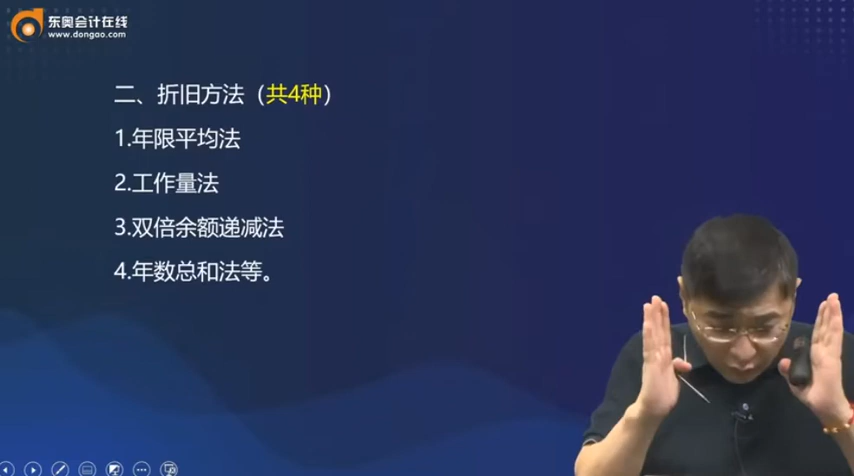 东奥会计在线
www.dongao.com
二、折旧方法（共4种）
1.年限平均法
2.工作量法
3.双倍余额递减法
4.年数总和法等。